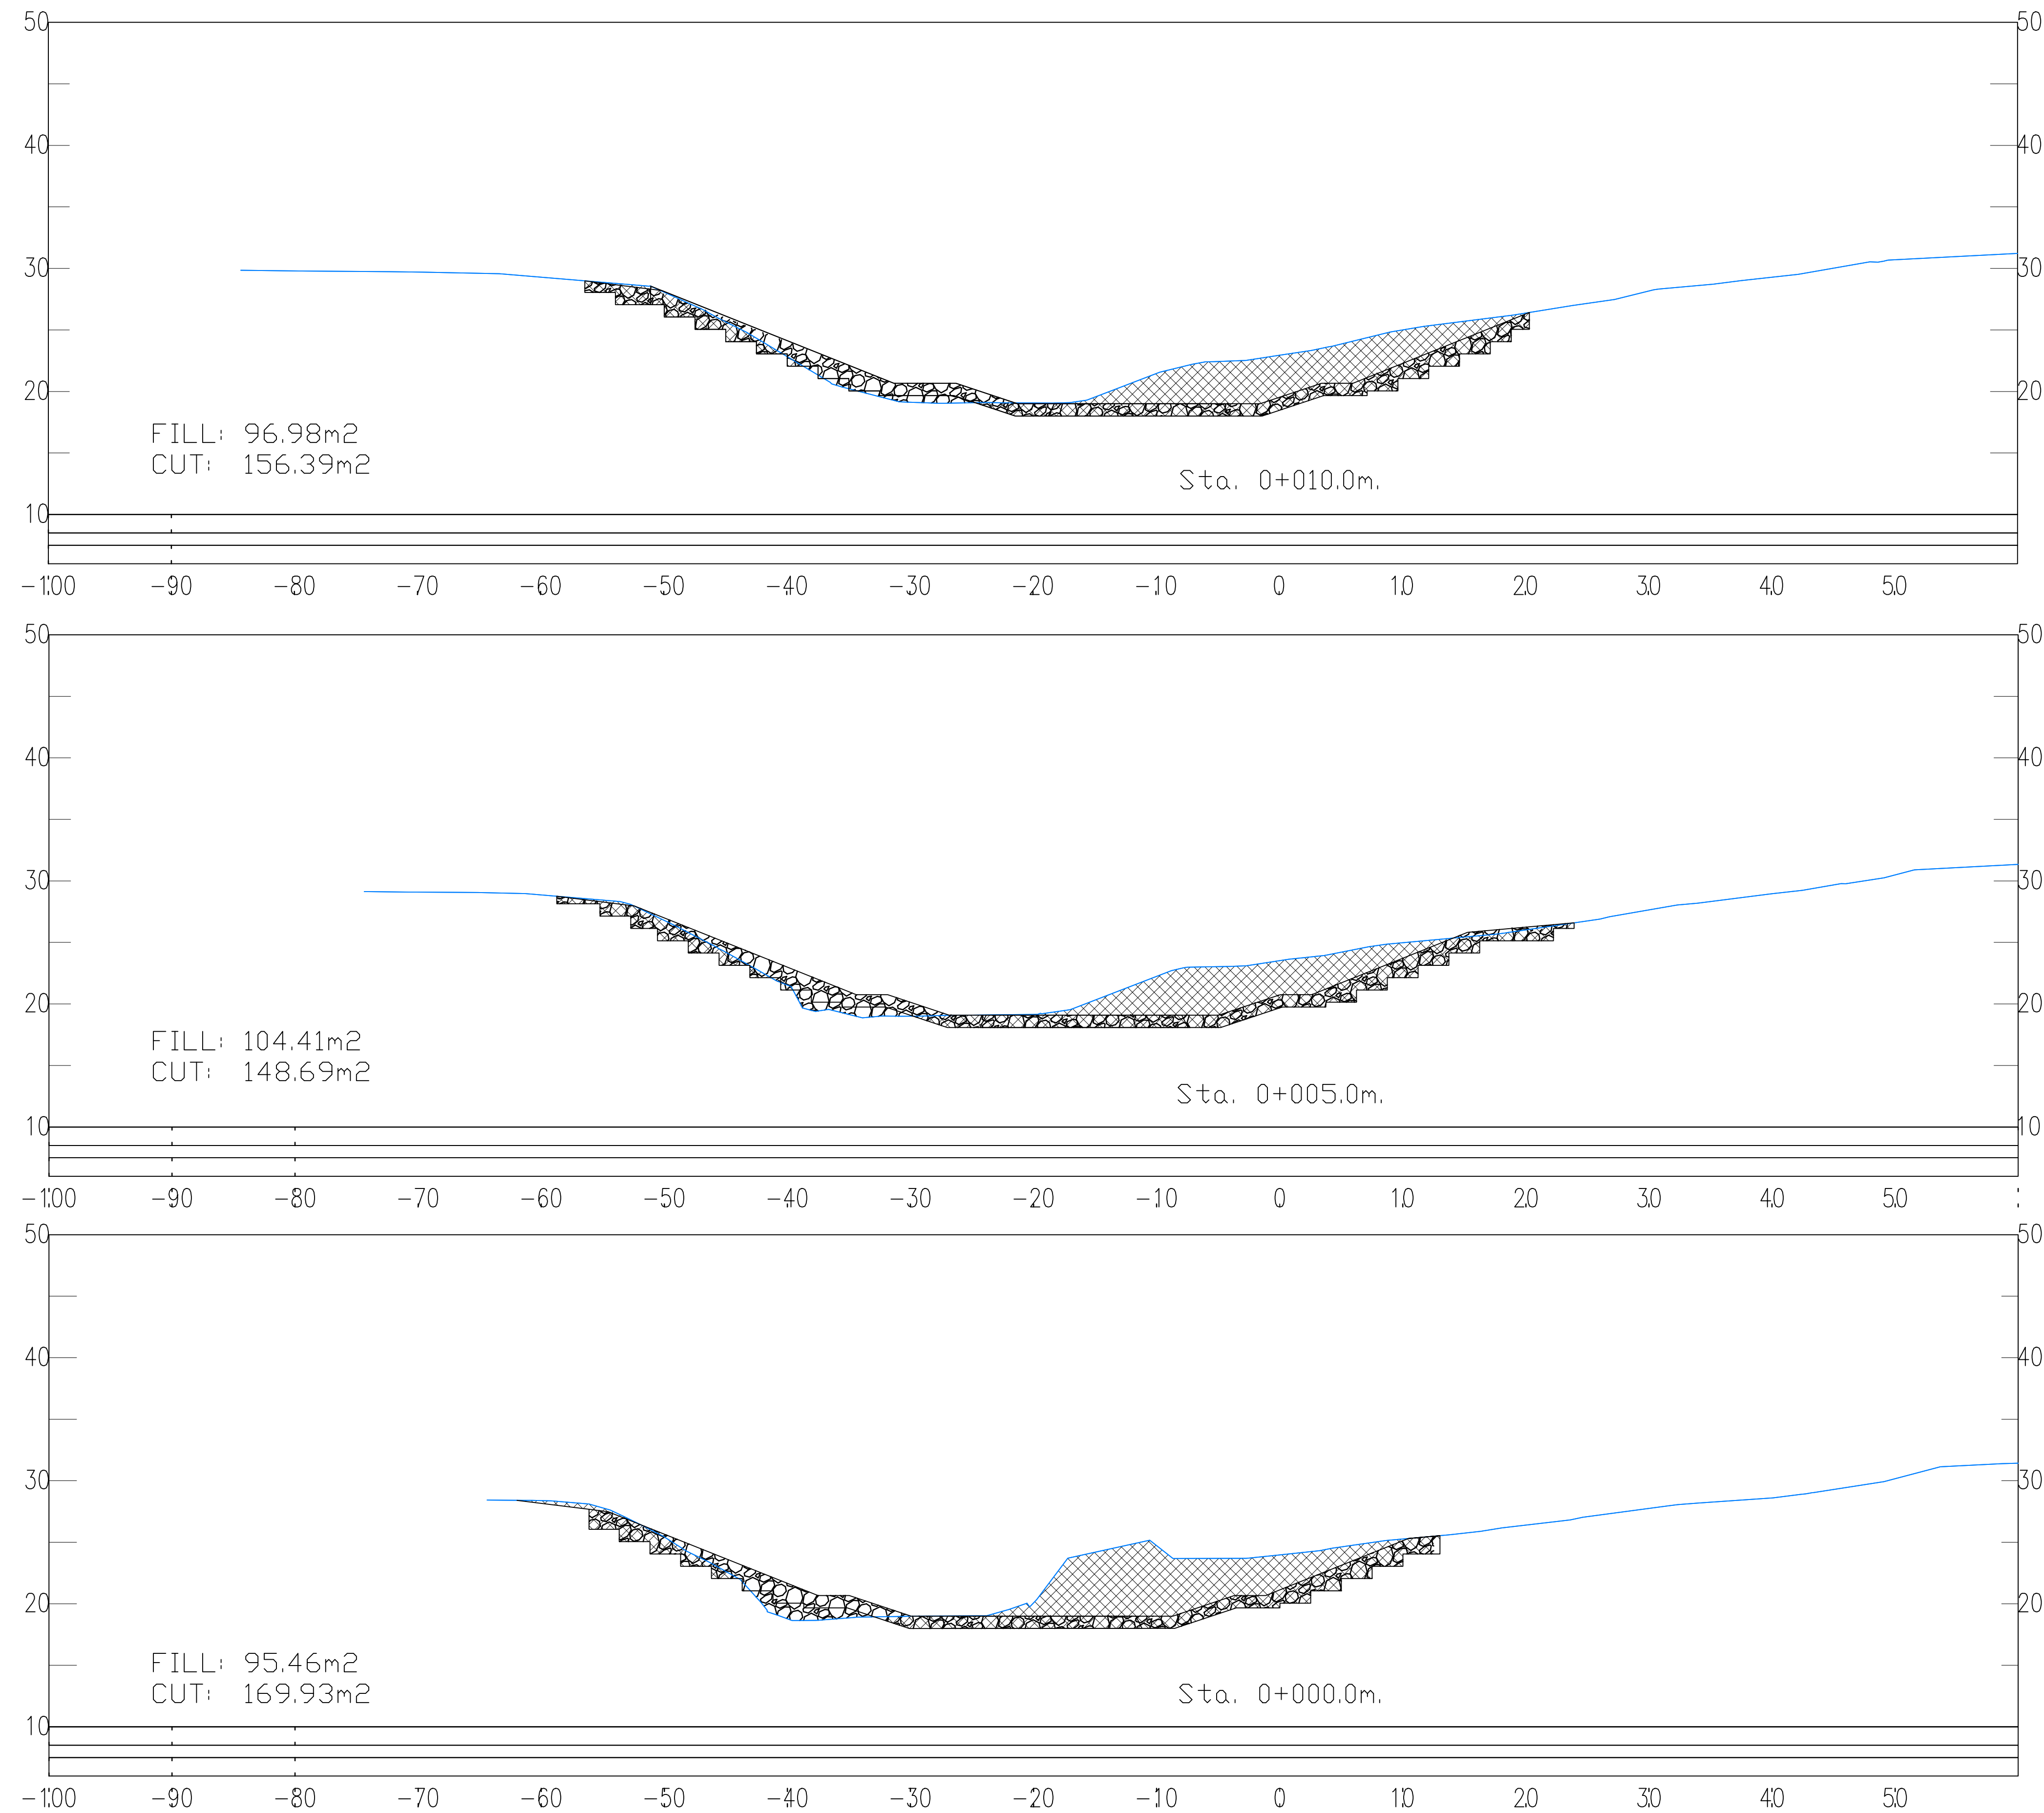 50 50
40 40
30 30
20 20
FILL: 96.98m2
CUT: 156.39m2
Sta. 0+010.0m.
10 10
-100 -90 -80 -70 -60 -50 -40 -30 -20 -10 0 10 20 30 40 50
50 50
40 40
30 30
20 20
FILL: 104.41m2
CUT: 148.69m2
Sta. 0+005.0m.
10 10
-100 -90 -80 -70 -60 -50 -40 -30 -20 -10 0 10 20 30 40 50
50 50
40 40
30 30
20 20
FILL: 95.46m2
CUT: 169.93m2
Sta. 0+000.0m.
10 10
-100 -90 -80 -70 -60 -50 -40 -30 -20 -10 0 10 20 30 40 50